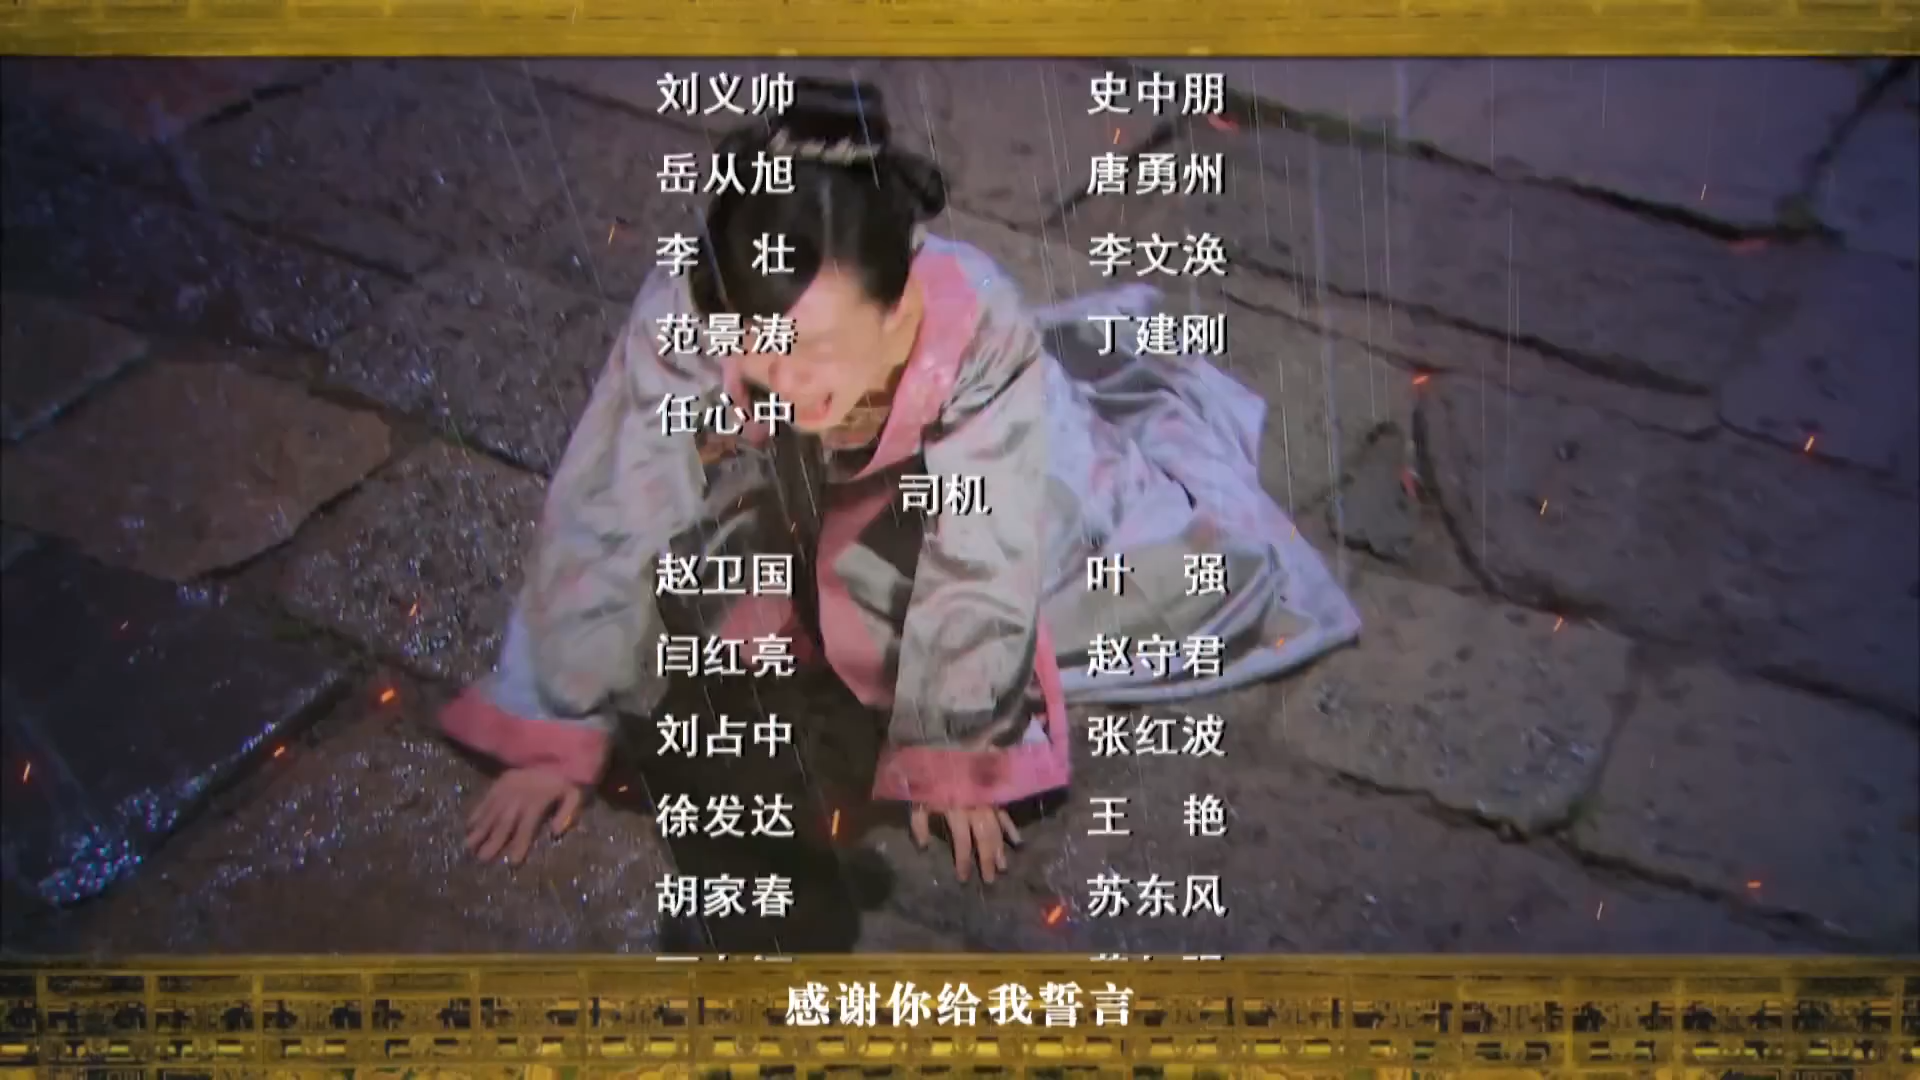 刘义帅 史中朋
岳从旭 唐勇州
李 壮 李文涣
范景涛 丁建刚
任心中
司机
赵卫国 叶 强
闫红亮 赵守君
刘占中 张红波
徐发达 王 艳
胡家春 苏东风
感谢你给我誓言